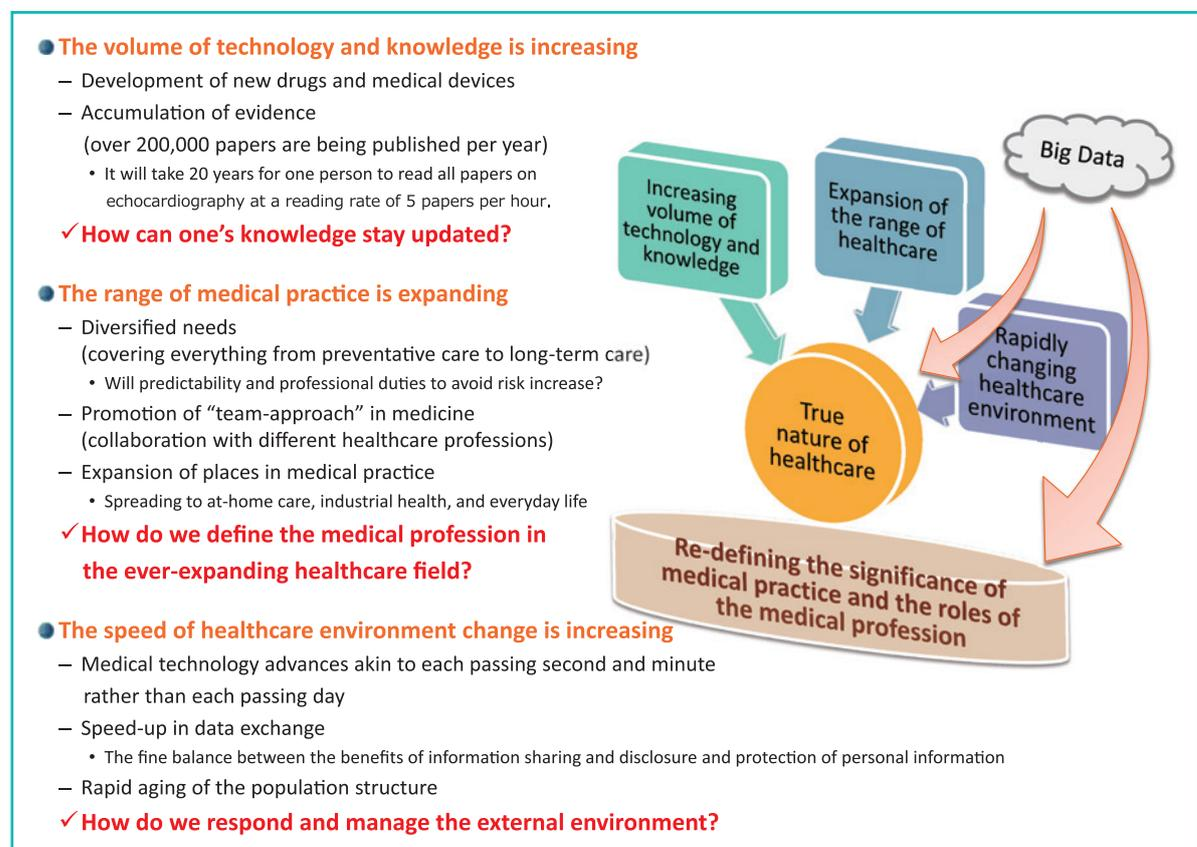 The volume of technology and knowledge is increasing
– Development of new drugs and medical devices
– Accumulation of evidence
(over 200,000 papers are being published per year)
• It will take 20 years for one person to read all papers on
echocardiography at a reading rate of 5 papers per hour.
✓How can one’s knowledge stay updated?
The range of medical practice is expanding
– Diversified needs
(covering everything from preventative care to long-term care)
• Will predictability and professional duties to avoid risk increase?
– Promotion of “team-approach” in medicine
(collaboration with different healthcare professions)
– Expansion of places in medical practice
• Spreading to at-home care, industrial health, and everyday life
✓How do we define the medical profession in
the ever-expanding healthcare field?
The speed of healthcare environment change is increasing
– Medical technology advances akin to each passing second and minute
rather than each passing day
– Speed-up in data exchange
• The fine balance between the benefits of information sharing and disclosure and protection of personal information
– Rapid aging of the population structure
✓How do we respond and manage the external environment?
Increasing
volume of
technology and
knowledge
Expansion of
the range of
healthcare
Big Data
Rapidly
changing
healthcare
environment
True
nature of
healthcare
Re-defining the significance of
medical practice and the roles of
the medical profession